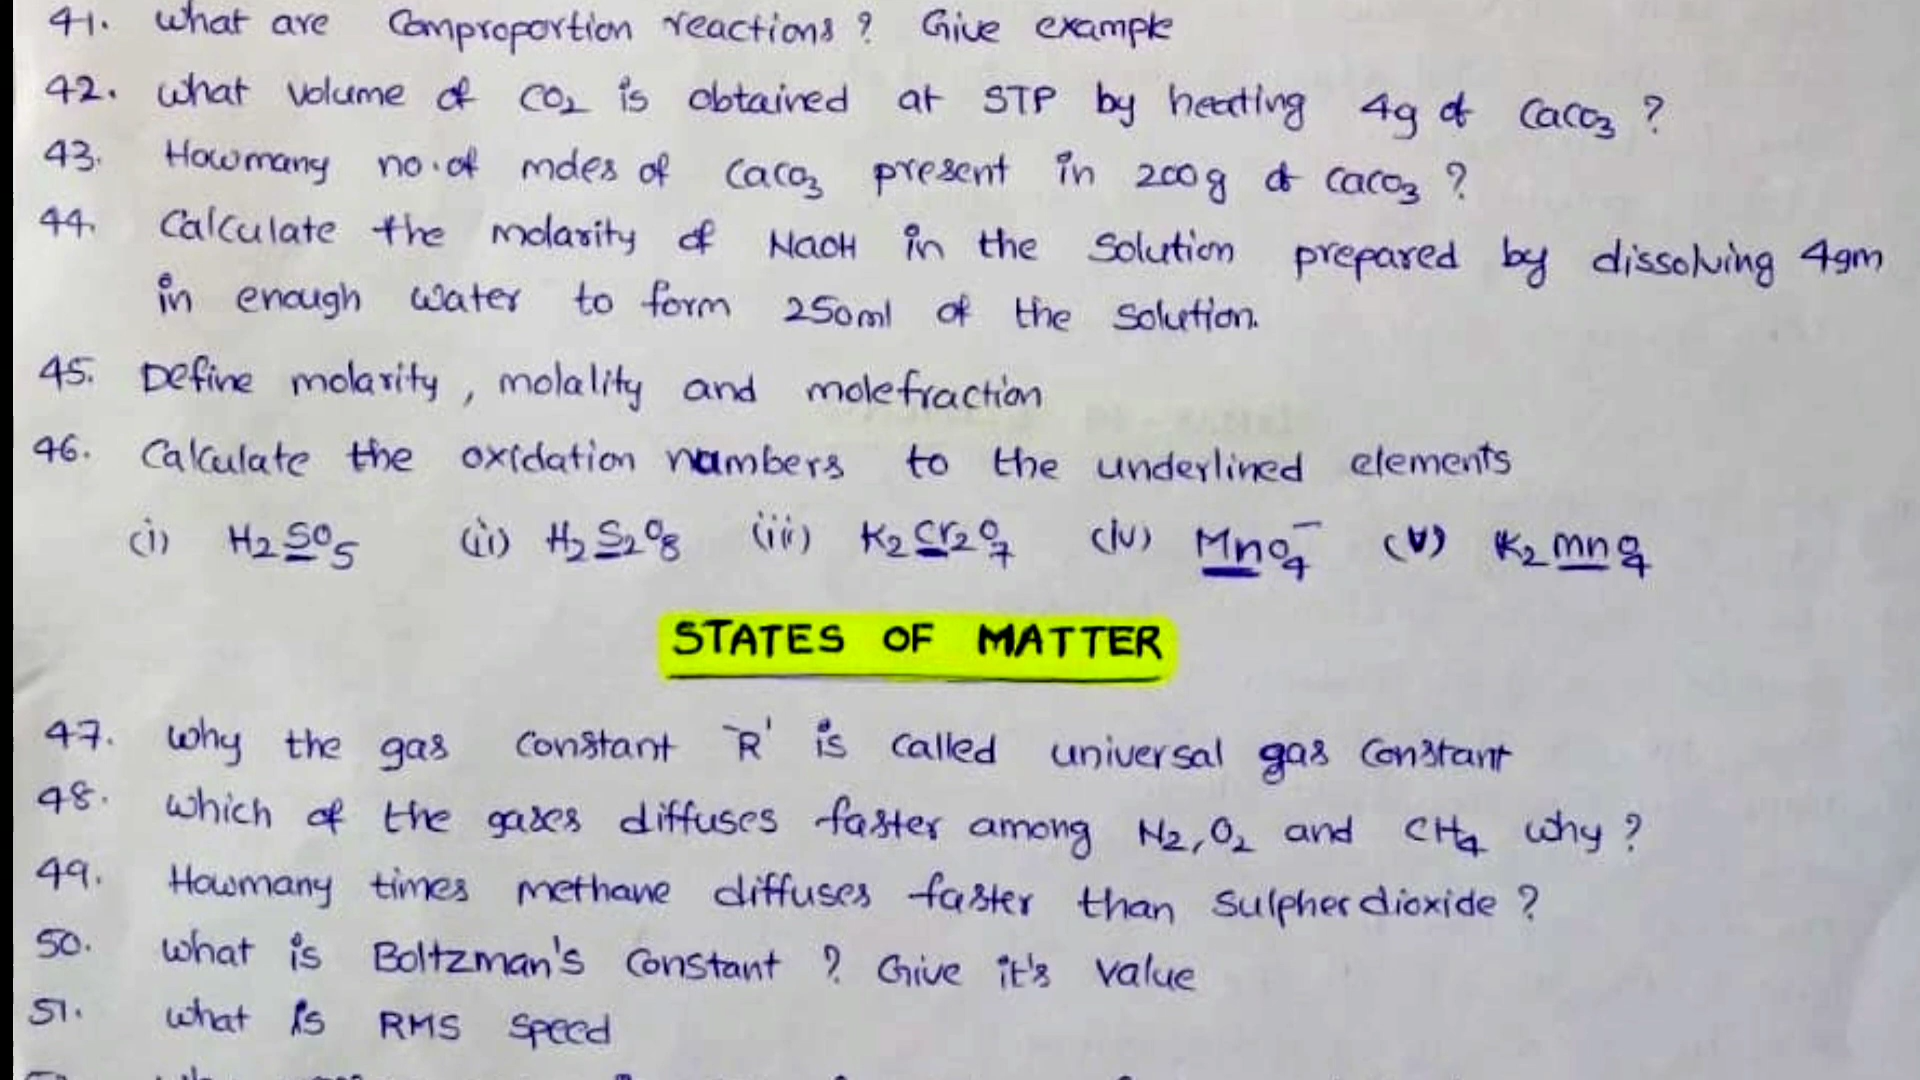 41. What are Comproportion reactions? Give example
42. What volume of CO2 is obtained at STP by heating 4g of CaCO3?
43. Howmany no.of moles of CaCO3 present in 200g of CaCO3?
44. Calculate the molarity of NaOH in the solution prepared by dissolving 4gm
in enough water to form 250ml of the solution.
45. Define molarity, molality and molefraction
46. Calculate the oxidation numbers to the underlined elements
(i) H2SO5 (ii) H2S2O8 (iii) K2Cr2O7 (iv) MnO4⁻ (v) K2MnO4
STATES OF MATTER
47. Why the gas constant 'R' is called universal gas constant
48. Which of the gases diffuses faster among N2, O2 and CH4 why?
49. Howmany times methane diffuses faster than sulpherdioxide?
50. What is Boltzman's constant? Give it's value
51. What is RMS speed